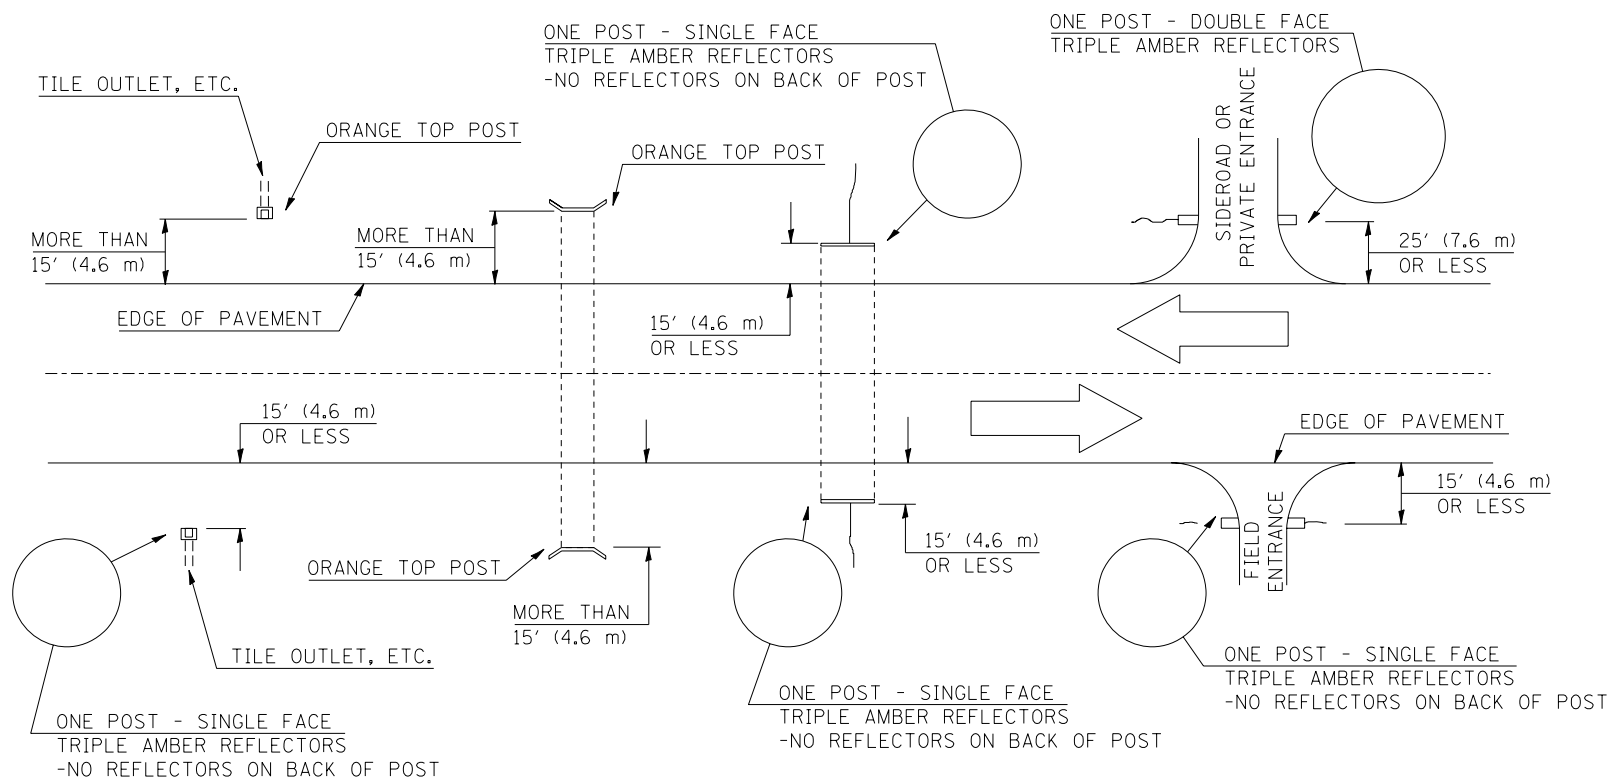 ONE POST - SINGLE FACE
TRIPLE AMBER REFLECTORS
-NO REFLECTORS ON BACK OF POST
ONE POST - DOUBLE FACE
TRIPLE AMBER REFLECTORS
TILE OUTLET, ETC.
ORANGE TOP POST
ORANGE TOP POST
SIDEROAD OR
PRIVATE ENTRANCE
MORE THAN
15' (4.6 m)
MORE THAN
15' (4.6 m)
25' (7.6 m)
OR LESS
EDGE OF PAVEMENT
15' (4.6 m)
OR LESS
15' (4.6 m)
OR LESS
EDGE OF PAVEMENT
15' (4.6 m)
OR LESS
FIELD
ENTRANCE
15' (4.6 m)
OR LESS
ORANGE TOP POST
MORE THAN
15' (4.6 m)
TILE OUTLET, ETC.
ONE POST - SINGLE FACE
TRIPLE AMBER REFLECTORS
-NO REFLECTORS ON BACK OF POST
ONE POST - SINGLE FACE
TRIPLE AMBER REFLECTORS
-NO REFLECTORS ON BACK OF POST
ONE POST - SINGLE FACE
TRIPLE AMBER REFLECTORS
-NO REFLECTORS ON BACK OF POST